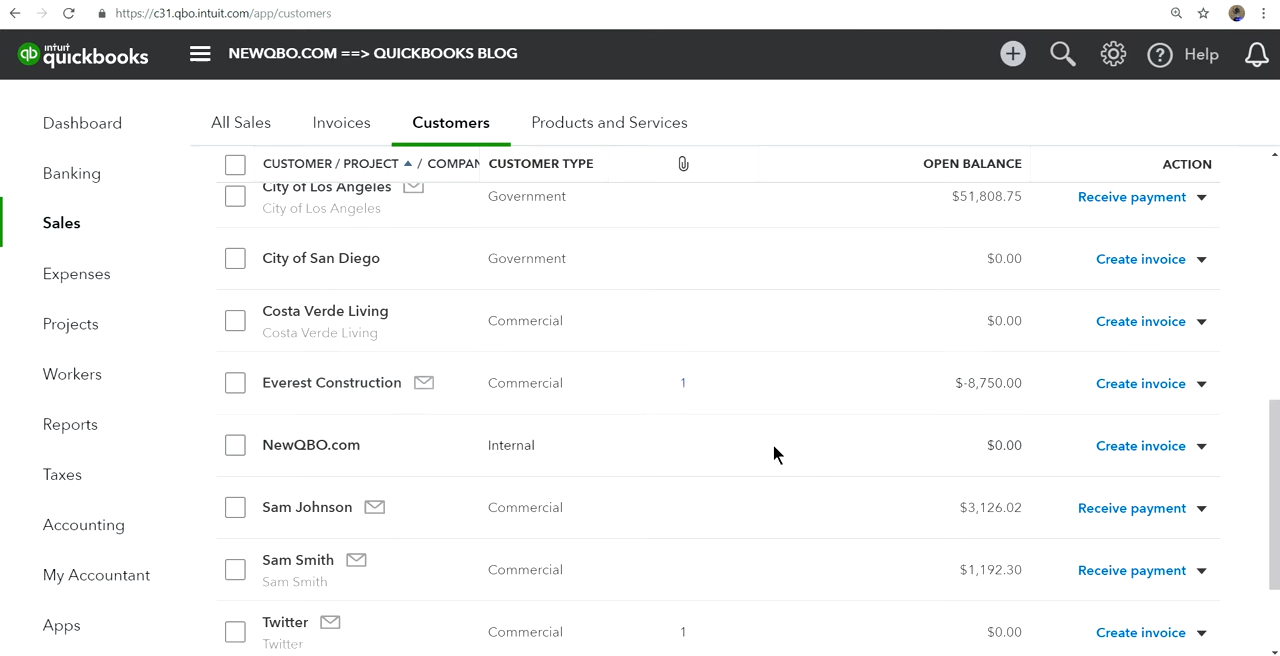 https://c31.qbo.intuit.com/app/customers
qb intuit quickbooks
NEWQBO.COM ==> QUICKBOOKS BLOG
? Help
Dashboard
Banking
Sales
Expenses
Projects
Workers
Reports
Taxes
Accounting
My Accountant
Apps
All Sales Invoices Customers Products and Services
CUSTOMER / PROJECT / COMPAN CUSTOMER TYPE OPEN BALANCE ACTION
City of Los Angeles Government $51,808.75 Receive payment
City of Los Angeles
City of San Diego Government $0.00 Create invoice
Costa Verde Living Commercial $0.00 Create invoice
Costa Verde Living
Everest Construction Commercial 1 $-8,750.00 Create invoice
NewQBO.com Internal $0.00 Create invoice
Sam Johnson Commercial $3,126.02 Receive payment
Sam Smith Commercial $1,192.30 Receive payment
Sam Smith
Twitter Commercial 1 $0.00 Create invoice
Twitter